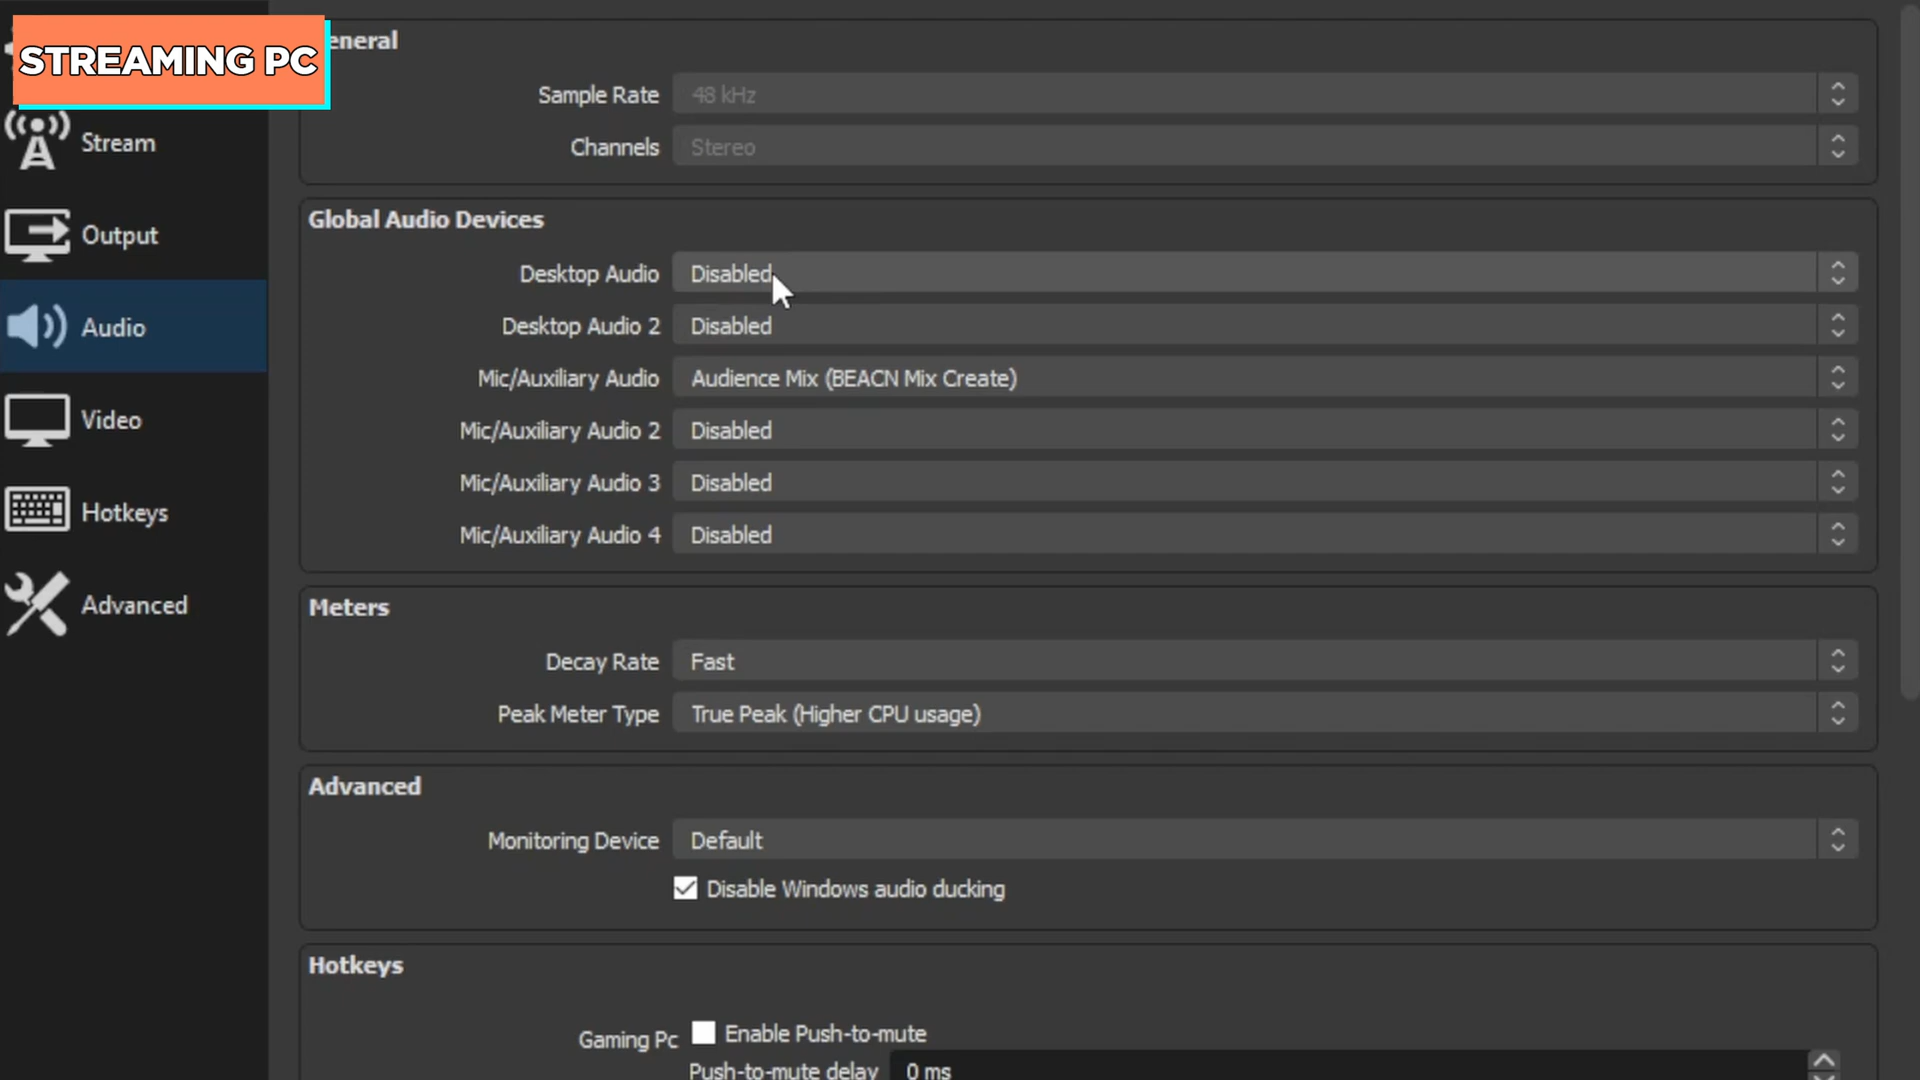 STREAMING PC
eneral
Sample Rate 48 kHz
Channels Stereo
Stream
Output
Audio
Video
Hotkeys
Advanced
Global Audio Devices
Desktop Audio Disabled
Desktop Audio 2 Disabled
Mic/Auxiliary Audio Audience Mix (BEACN Mix Create)
Mic/Auxiliary Audio 2 Disabled
Mic/Auxiliary Audio 3 Disabled
Mic/Auxiliary Audio 4 Disabled
Meters
Decay Rate Fast
Peak Meter Type True Peak (Higher CPU usage)
Advanced
Monitoring Device Default
Disable Windows audio ducking
Hotkeys
Gaming Pc Enable Push-to-mute
Push-to-mute delay 0 ms